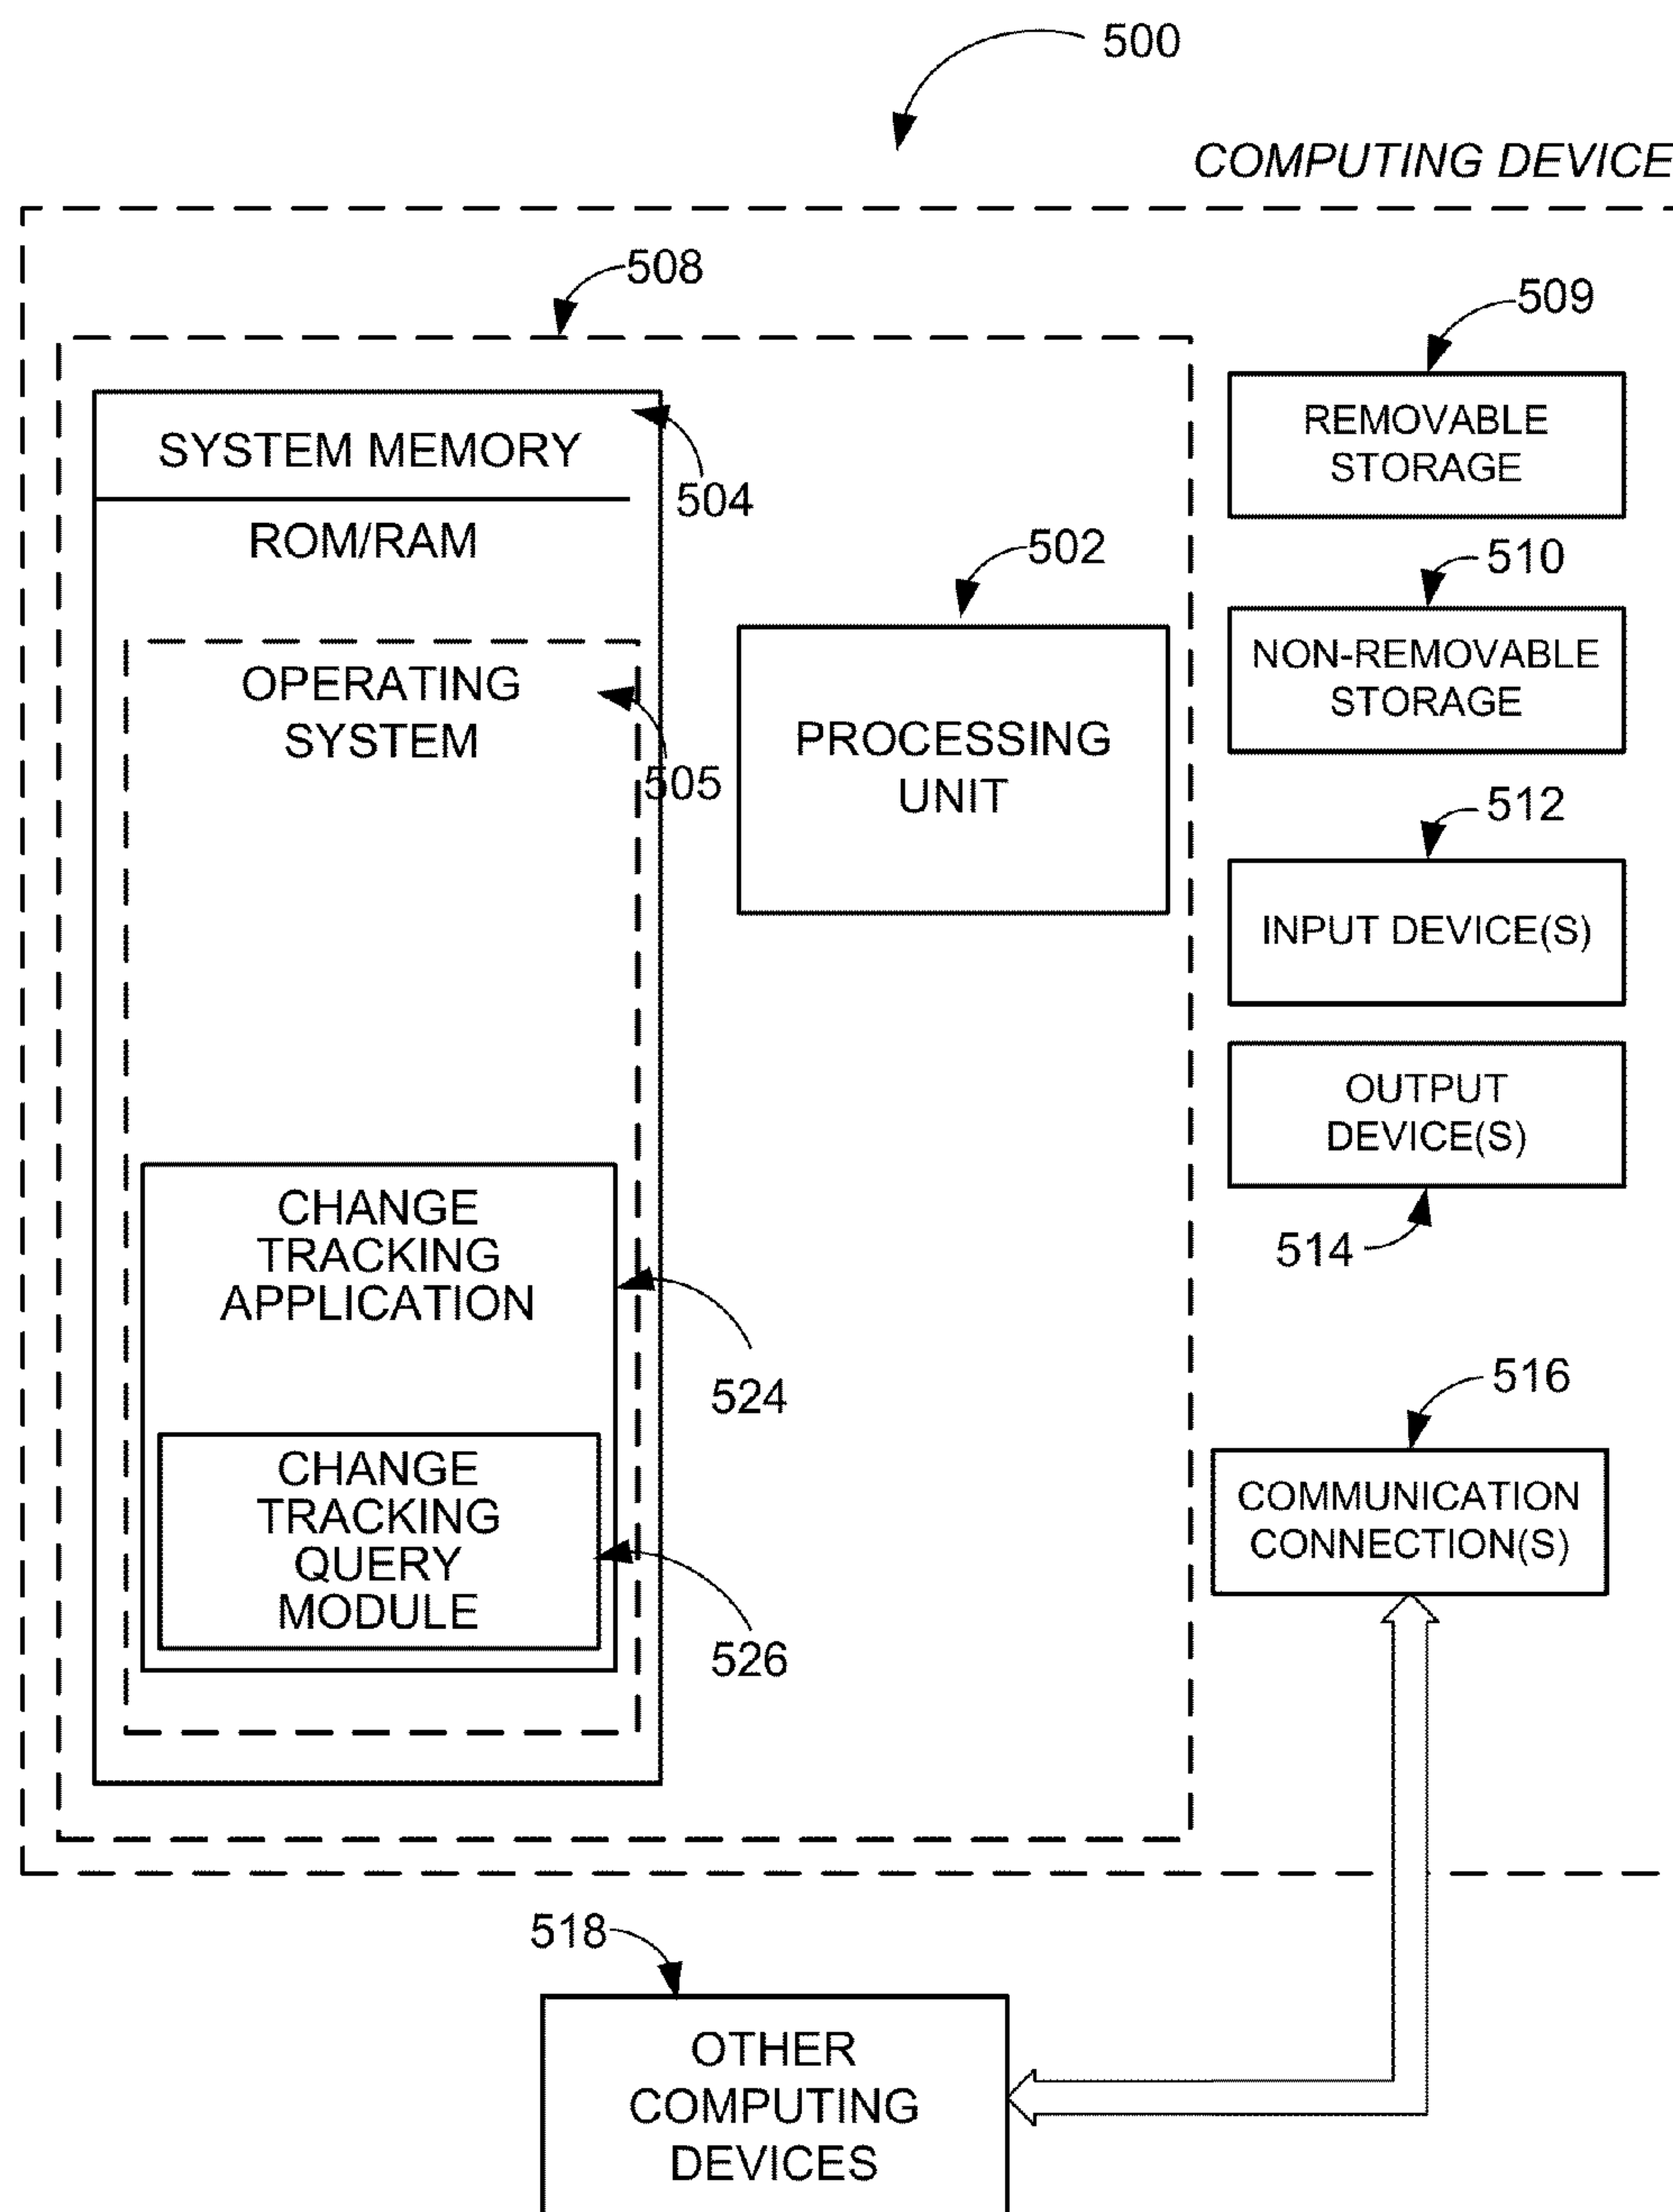 500
COMPUTING DEVICE
508
509
SYSTEM MEMORY
504
ROM/RAM
REMOVABLE
STORAGE
502
510
OPERATING
SYSTEM
505
PROCESSING
UNIT
NON-REMOVABLE
STORAGE
512
INPUT DEVICE(S)
OUTPUT
DEVICE(S)
514
CHANGE
TRACKING
APPLICATION
524
516
CHANGE
TRACKING
QUERY
MODULE
526
COMMUNICATION
CONNECTION(S)
518
OTHER
COMPUTING
DEVICES